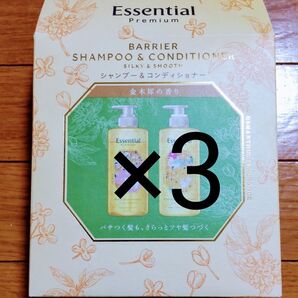 Essential
Premium
BARRIER
SHAMPOO & CONDITIONER
SILKY & SMOOTH
シャンプー&コンディショナー
金木犀の香り
Essential
Essential
×3
パサつく髪も、さらっとツヤ髪つづく